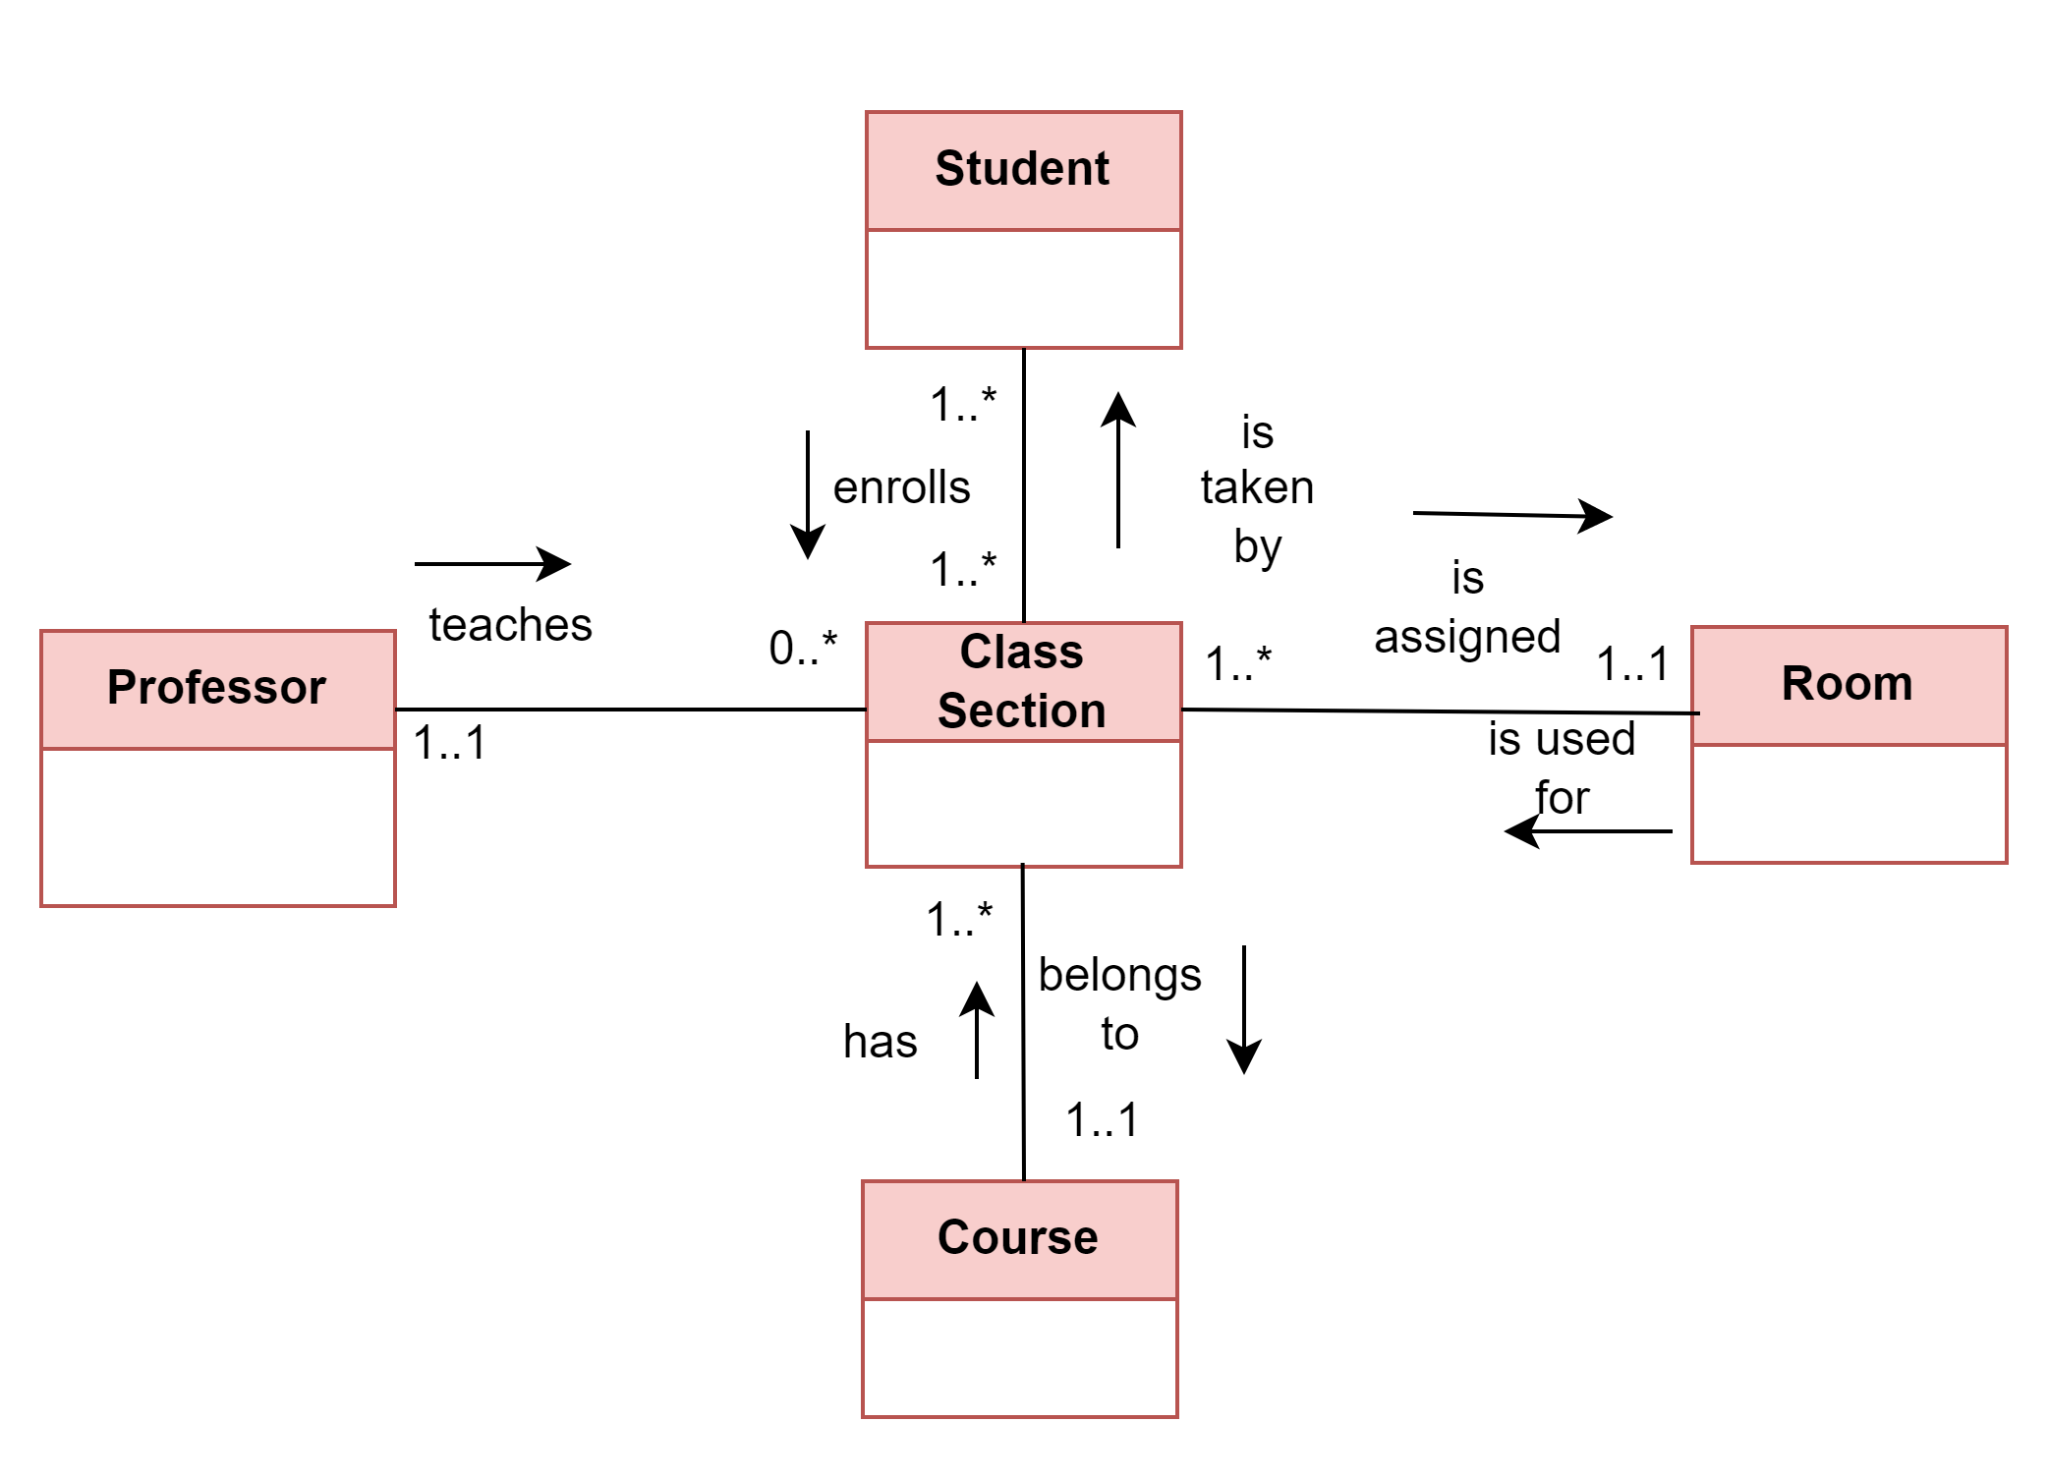 Student
1..*
enrolls
1..*
is
taken
by
teaches
is
assigned
Professor
1..1
0..*
Class
Section
1..*
1..1
Room
is used
for
1..*
belongs
to
has
1..1
Course